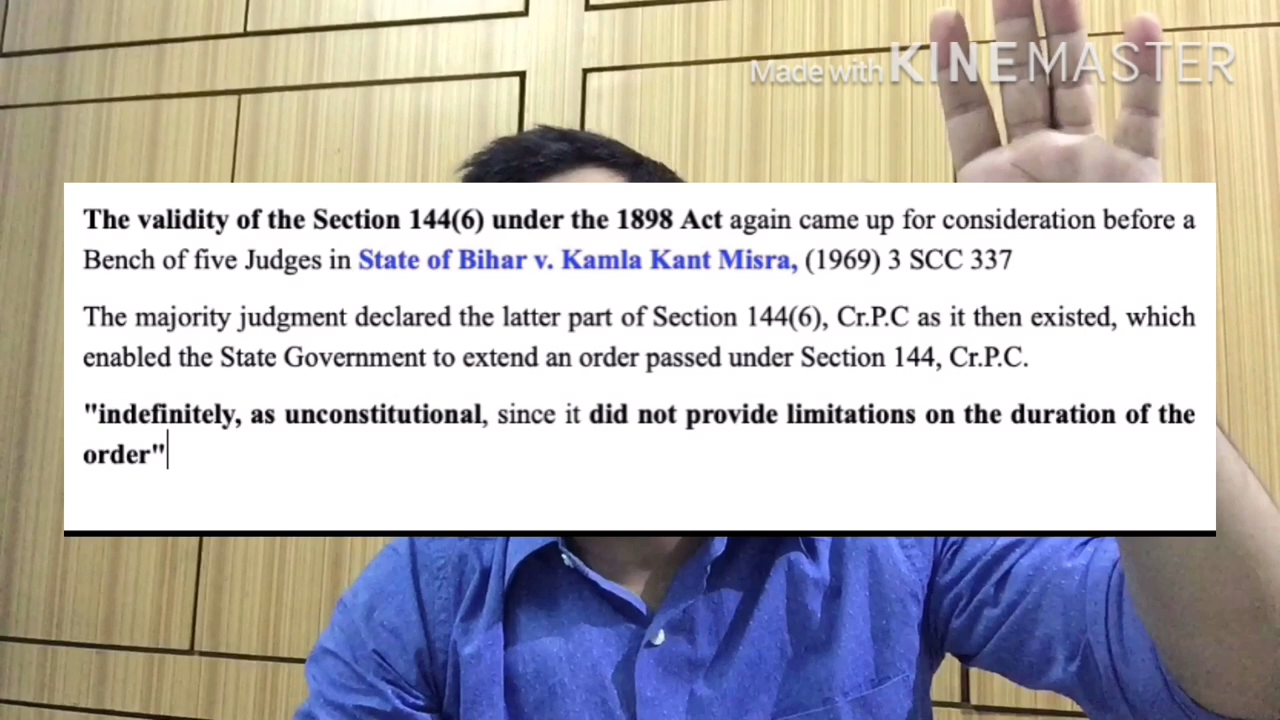 Made with KINEMASTER
The validity of the Section 144(6) under the 1898 Act again came up for consideration before a
Bench of five Judges in State of Bihar v. Kamla Kant Misra, (1969) 3 SCC 337
The majority judgment declared the latter part of Section 144(6), Cr.P.C as it then existed, which
enabled the State Government to extend an order passed under Section 144, Cr.P.C.
"indefinitely, as unconstitutional, since it did not provide limitations on the duration of the
order"